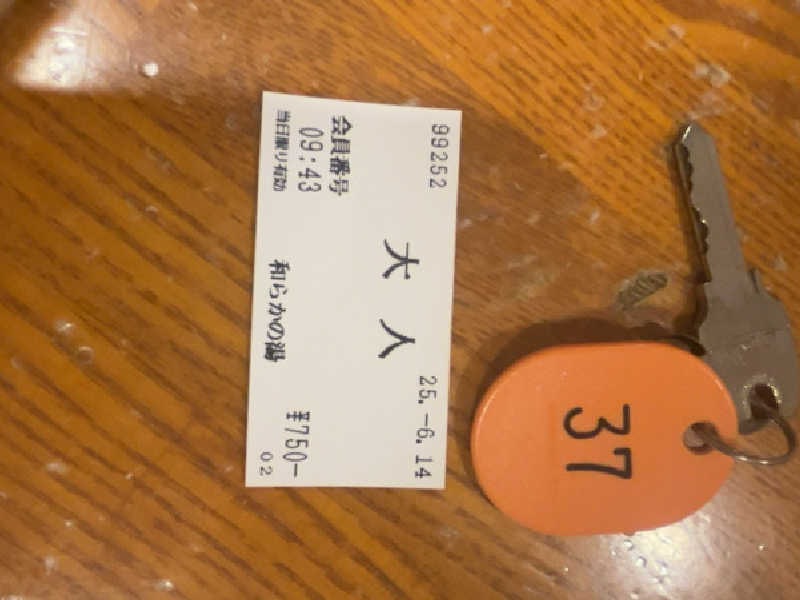 99252 25.-6.14
大人
会員番号
09:43 ¥750-
当日限り有効 和らかの湯 02
37